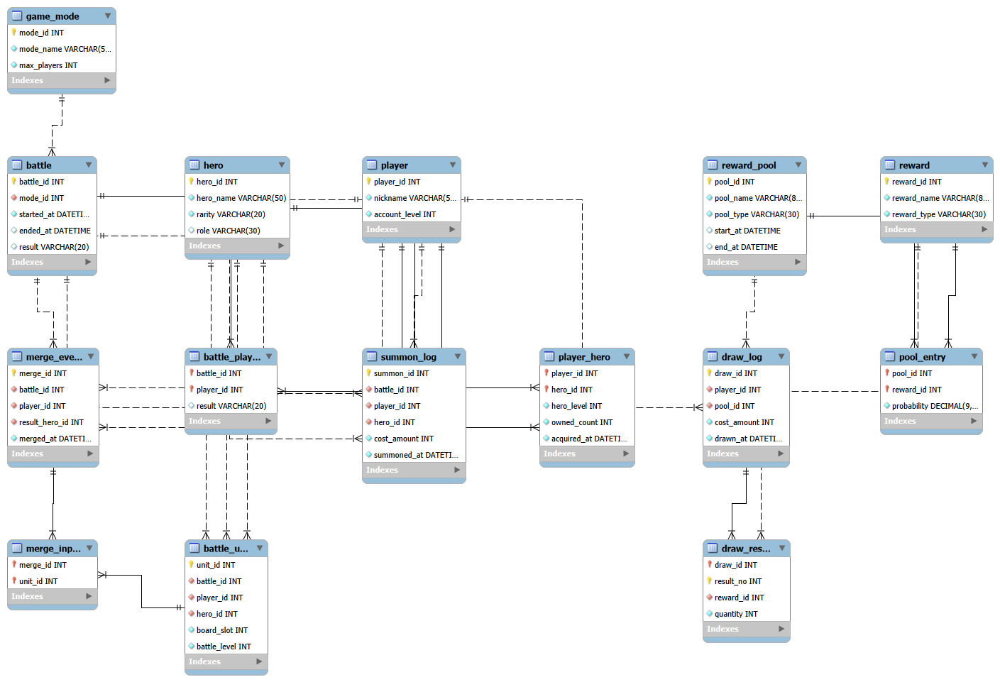 game_mode
mode_id INT
mode_name VARCHAR(5...
max_players INT
Indexes
battle
battle_id INT
mode_id INT
started_at DATETI...
ended_at DATETIME
result VARCHAR(20)
Indexes
hero
hero_id INT
hero_name VARCHAR(50)
rarity VARCHAR(20)
role VARCHAR(30)
Indexes
player
player_id INT
nickname VARCHAR(5...
account_level INT
Indexes
reward_pool
pool_id INT
pool_name VARCHAR(8...
pool_type VARCHAR(30)
start_at DATETIME
end_at DATETIME
Indexes
reward
reward_id INT
reward_name VARCHAR(8...
reward_type VARCHAR(30)
Indexes
merge_eve...
merge_id INT
battle_id INT
player_id INT
result_hero_id INT
merged_at DATETI...
Indexes
battle_play...
battle_id INT
player_id INT
result VARCHAR(20)
Indexes
summon_log
summon_id INT
battle_id INT
player_id INT
hero_id INT
cost_amount INT
summoned_at DATETI...
Indexes
player_hero
player_id INT
hero_id INT
hero_level INT
owned_count INT
acquired_at DATETI...
Indexes
draw_log
draw_id INT
player_id INT
pool_id INT
cost_amount INT
drawn_at DATETI...
Indexes
pool_entry
pool_id INT
reward_id INT
probability DECIMAL(9,...
Indexes
merge_inp...
merge_id INT
unit_id INT
Indexes
battle_u...
unit_id INT
battle_id INT
player_id INT
hero_id INT
board_slot INT
battle_level INT
Indexes
draw_res...
draw_id INT
result_no INT
reward_id INT
quantity INT
Indexes